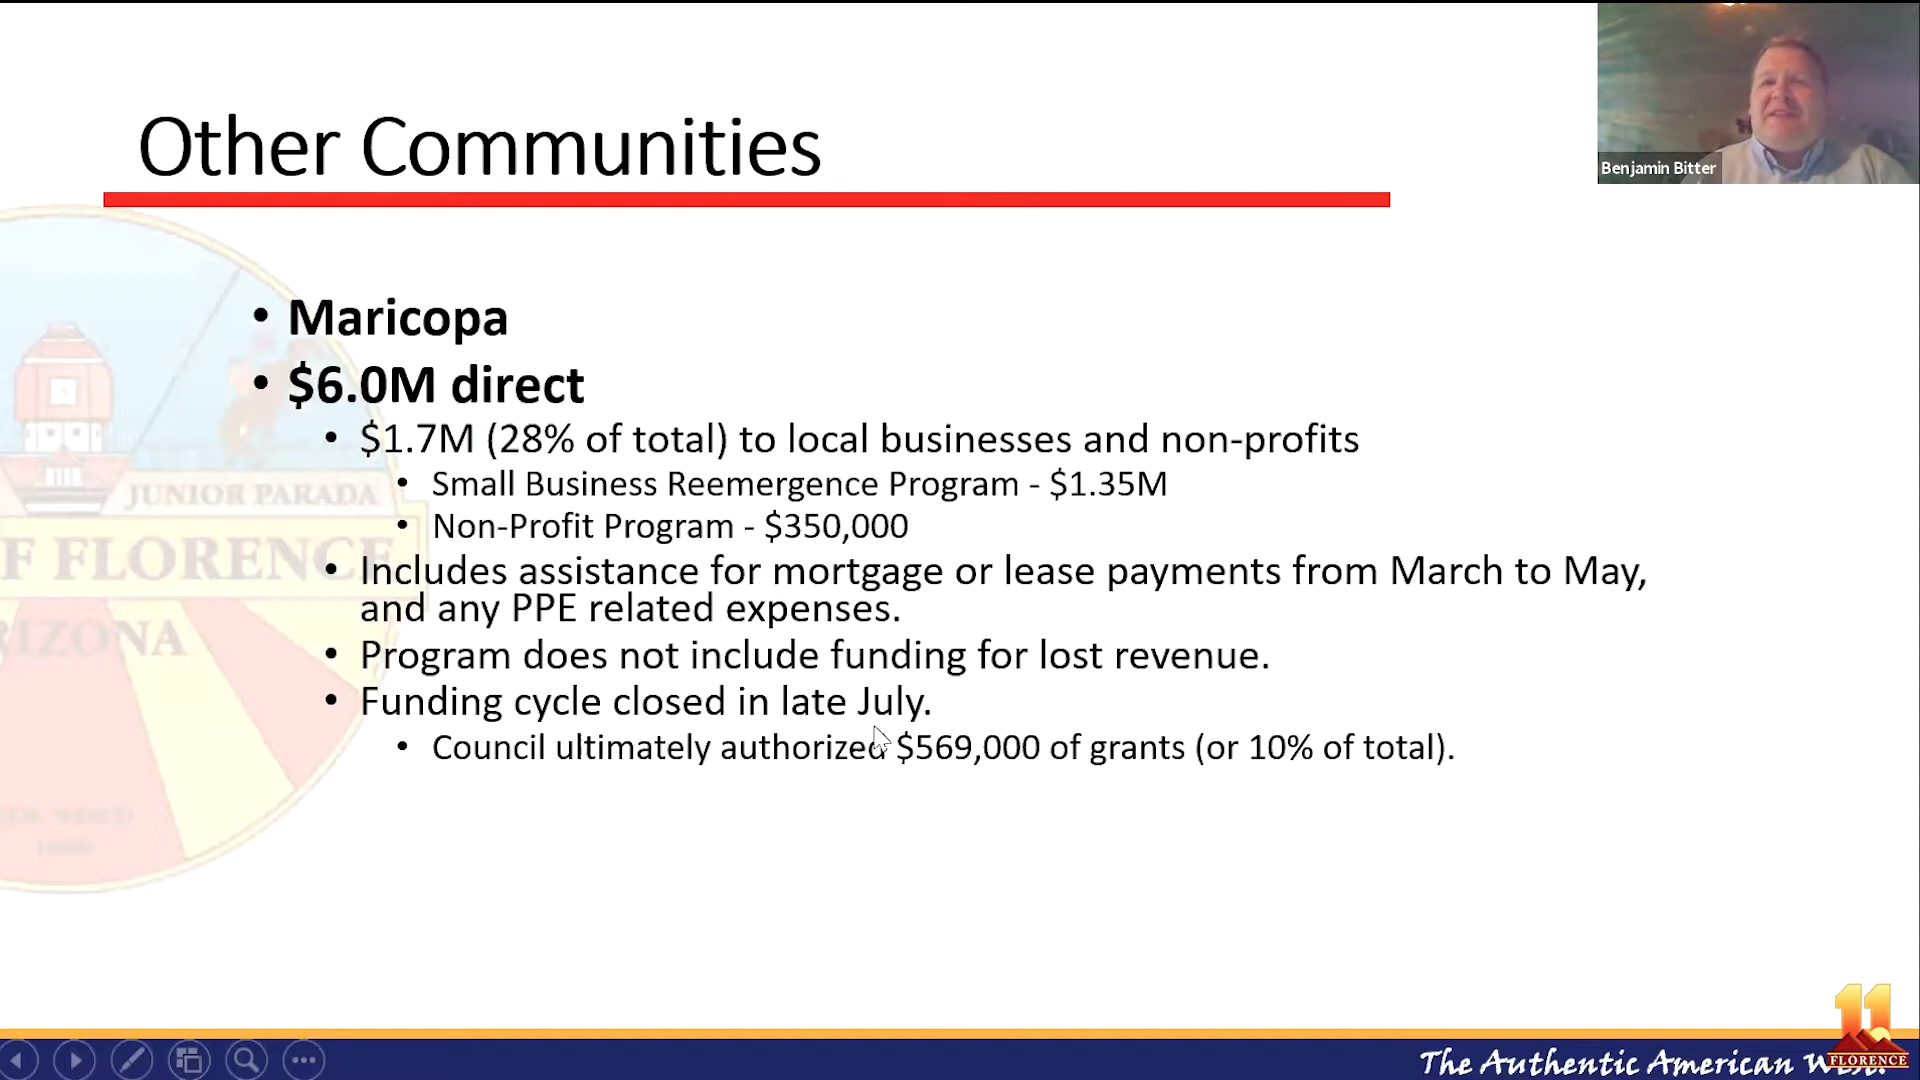 Other Communities
Benjamin Bitter
• Maricopa
• $6.0M direct
• $1.7M (28% of total) to local businesses and non-profits
• Small Business Reemergence Program - $1.35M
• Non-Profit Program - $350,000
• Includes assistance for mortgage or lease payments from March to May,
and any PPE related expenses.
• Program does not include funding for lost revenue.
• Funding cycle closed in late July.
• Council ultimately authorized $569,000 of grants (or 10% of total).
JUNIOR PARADA
F FLORENCE
RIZONA
11
FLORENCE
The Authentic American West.